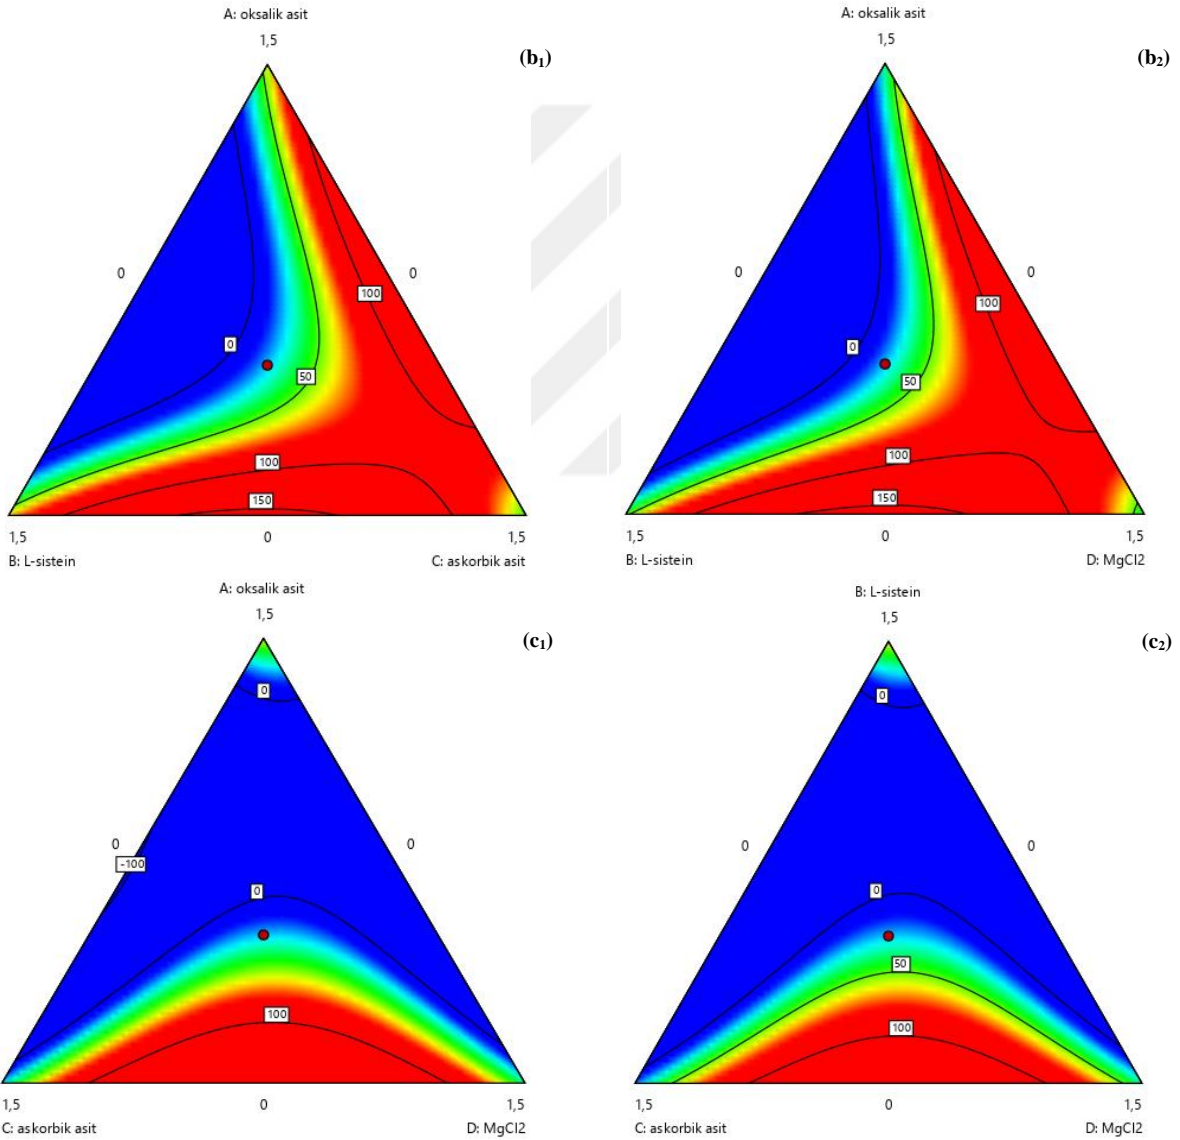 A: oksalik asit
1,5
(b₁)
0
0
100
0
50
100
150
1,5
0
1,5
B: L-sistein
C: askorbik asit
A: oksalik asit
1,5
(b₂)
0
0
100
0
50
100
150
1,5
0
1,5
B: L-sistein
D: MgCl2
A: oksalik asit
1,5
(c₁)
0
0
0
-100
0
100
1,5
0
1,5
C: askorbik asit
D: MgCl2
B: L-sistein
1,5
(c₂)
0
0
0
0
50
100
1,5
0
1,5
C: askorbik asit
D: MgCl2